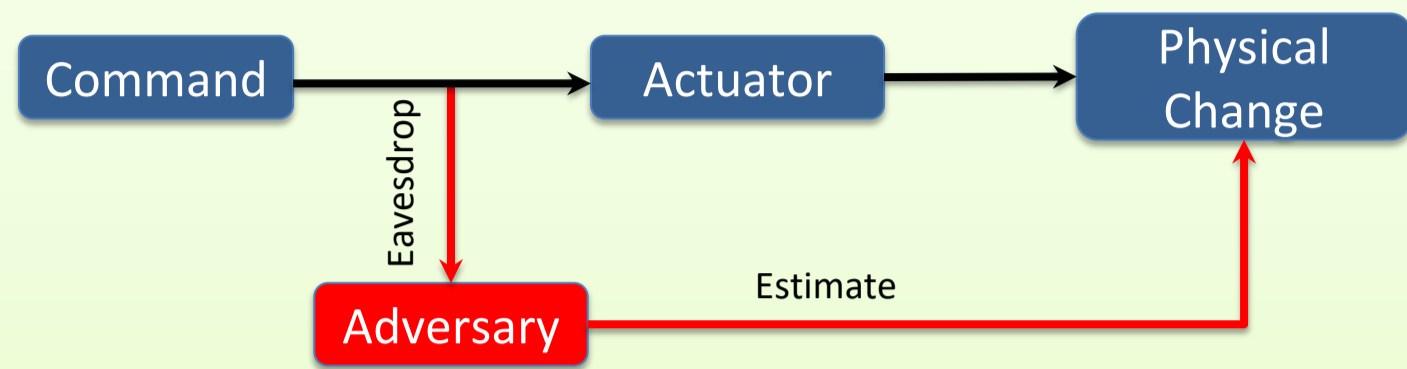 Command
Actuator
Physical
Change
Eavesdrop
Estimate
Adversary